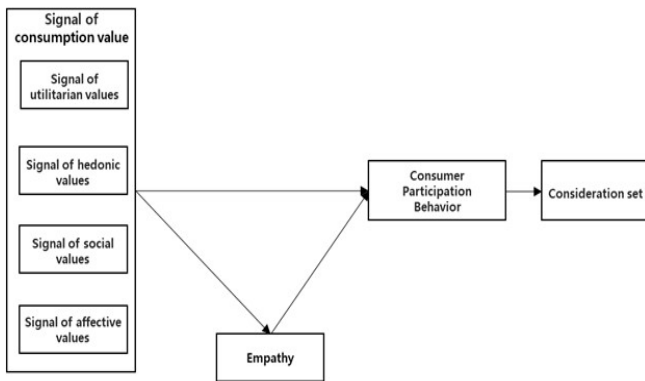 Signal of
consumption value
Signal of
utilitarian values
Signal of hedonic
values
Signal of social
values
Signal of affective
values
Consumer
Participation
Behavior
Consideration set
Empathy